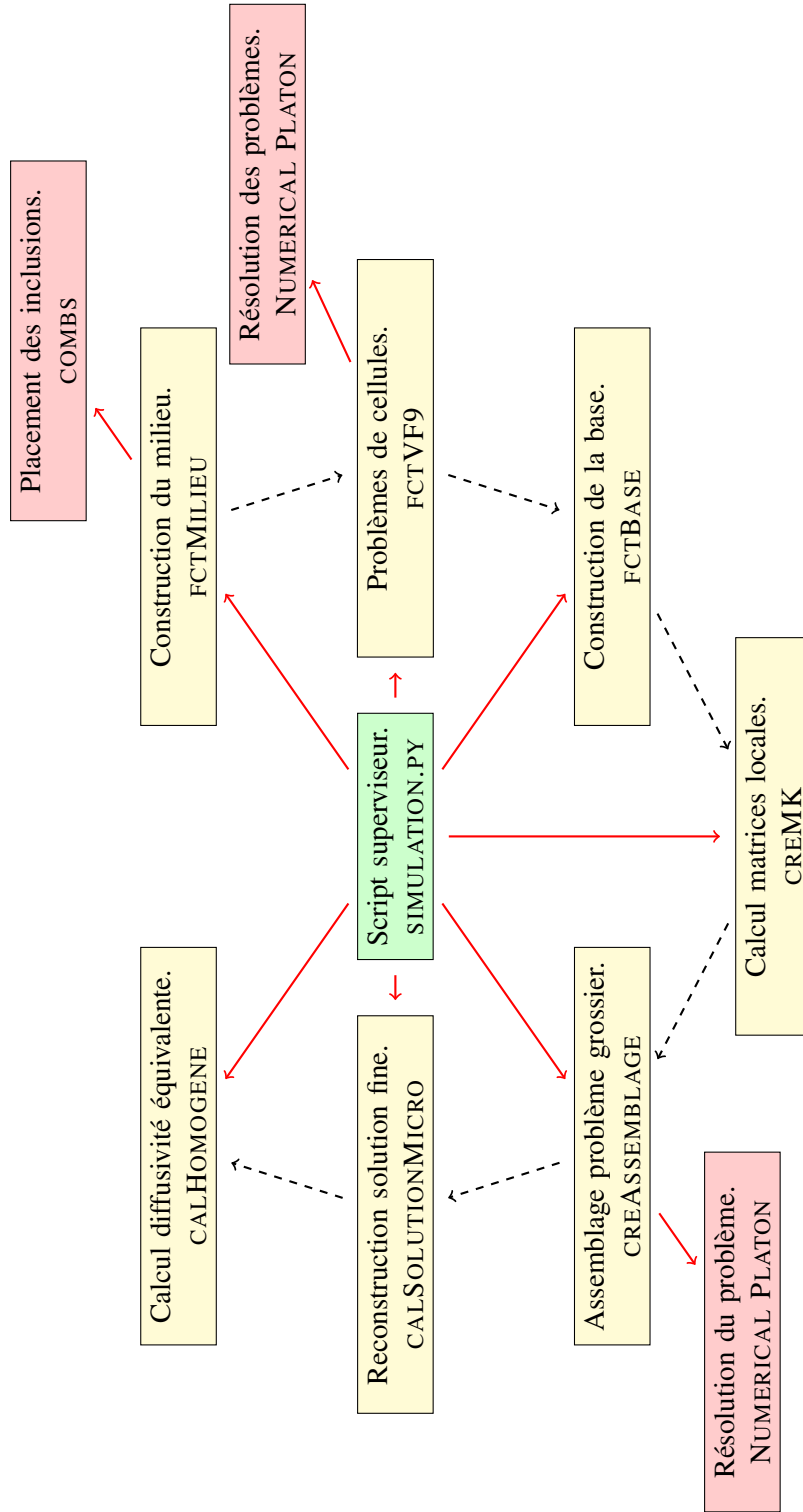 Placement des inclusions.
COMBS
Construction du milieu.
FCTMILIEU
Résolution des problèmes.
NUMERICAL PLATON
Problèmes de cellules.
FCTVF9
Construction de la base.
FCTBASE
Script superviseur.
SIMULATION.PY
Calcul matrices locales.
CREMK
Calcul diffusivité équivalente.
CALHOMOGENE
Reconstruction solution fine.
CALSOLUTIONMICRO
Assemblage problème grossier.
CREASSEMBLAGE
Résolution du problème.
NUMERICAL PLATON